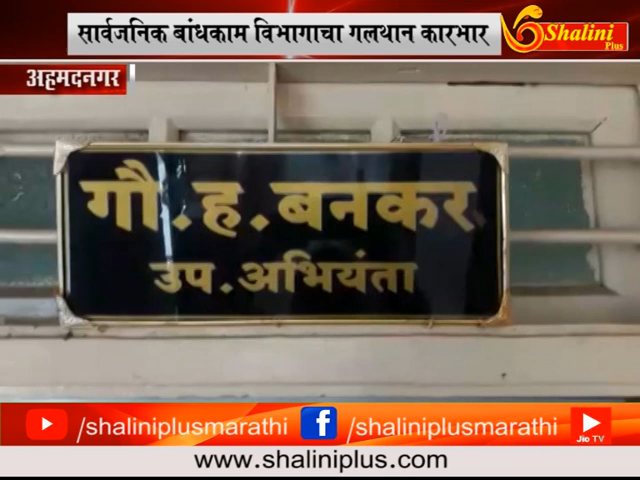 सार्वजनिक बांधकाम विभागाचा गलथान कारभार
Shalini
Plus
अहमदनगर
गौ.ह.बनकर
उप.अभियंता
/shaliniplusmarathi
/shaliniplusmarathi
Jio TV
www.shaliniplus.com